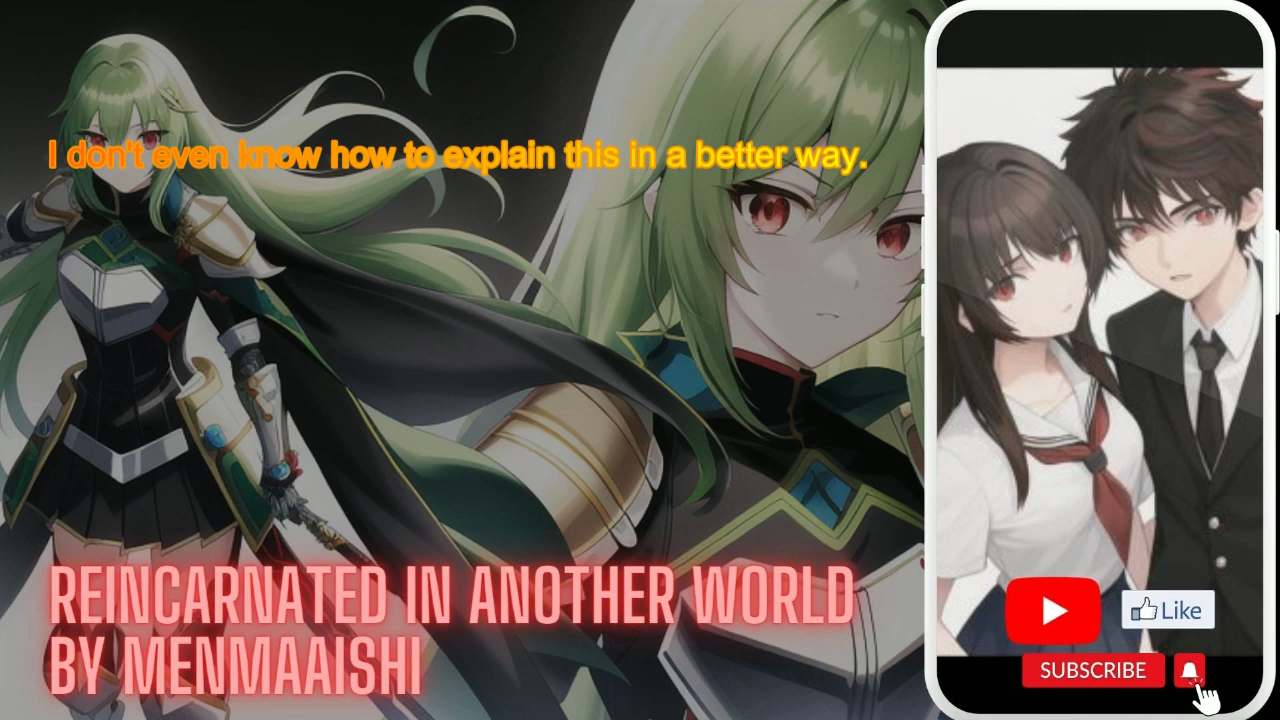 I don't even know how to explain this in a better way.
REINCARNATED IN ANOTHER WORLD
BY MENMAAISHI
Like
SUBSCRIBE